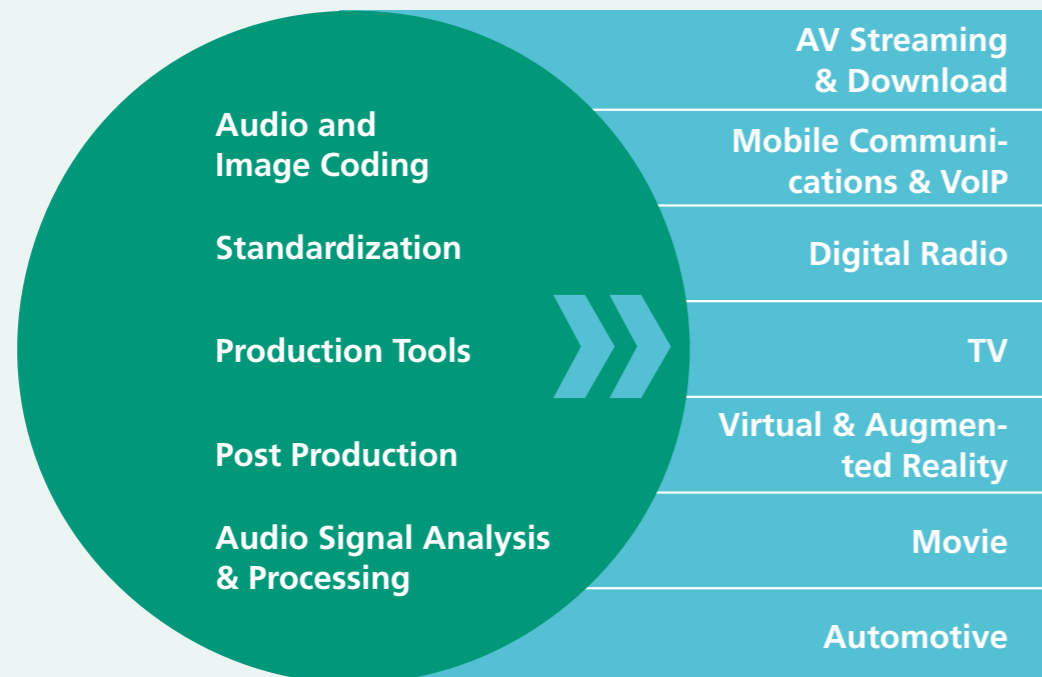 Audio and
Image Coding
Standardization
Production Tools
Post Production
Audio Signal Analysis
& Processing
AV Streaming
& Download
Mobile Communi-
cations & VoIP
Digital Radio
TV
Virtual & Augmen-
ted Reality
Movie
Automotive